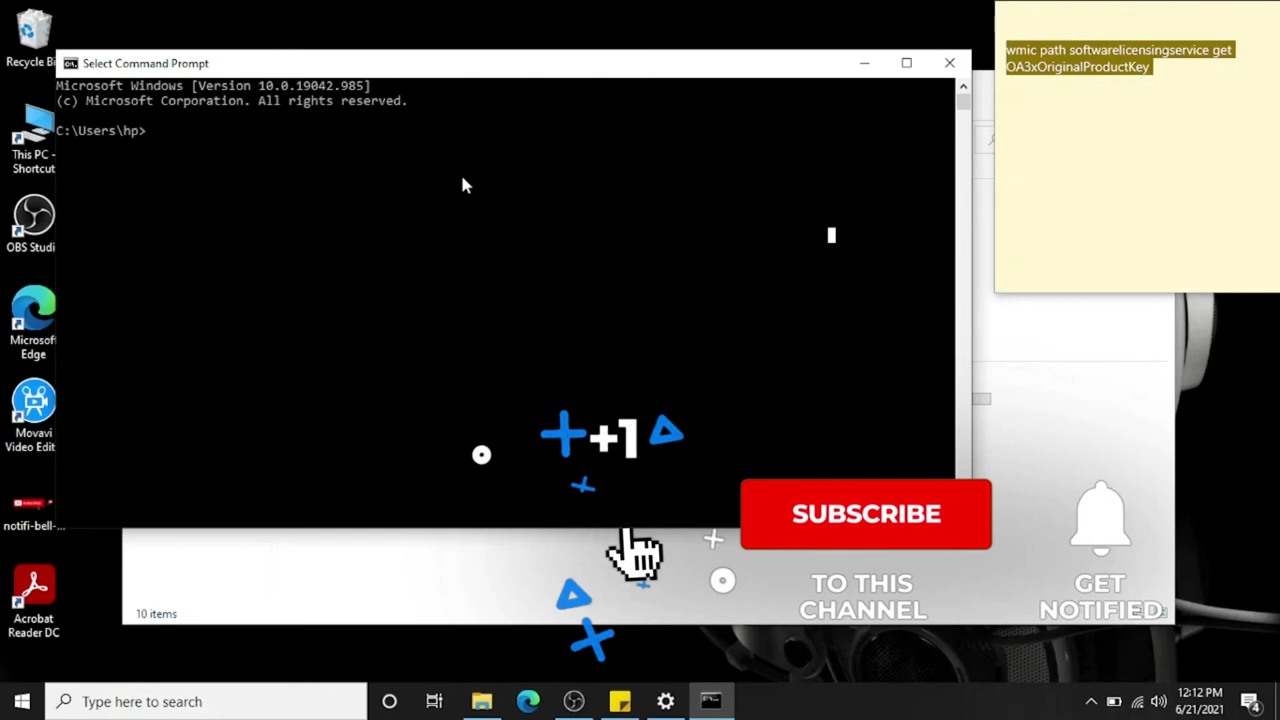 Recycle Bi
Select Command Prompt
Microsoft Windows [Version 10.0.19042.985]
(c) Microsoft Corporation. All rights reserved.
C:\Users\hp>
wmic path softwarelicensingservice get
OA3xOriginalProductKey
This PC -
Shortcut
OBS Studi
Microsof
Edge
Movavi
Video Edit
notifi-bell-...
Acrobat
Reader DC
+1
SUBSCRIBE
TO THIS
CHANNEL
GET
NOTIFIED
10 items
Type here to search
12:12 PM
6/21/2021
4